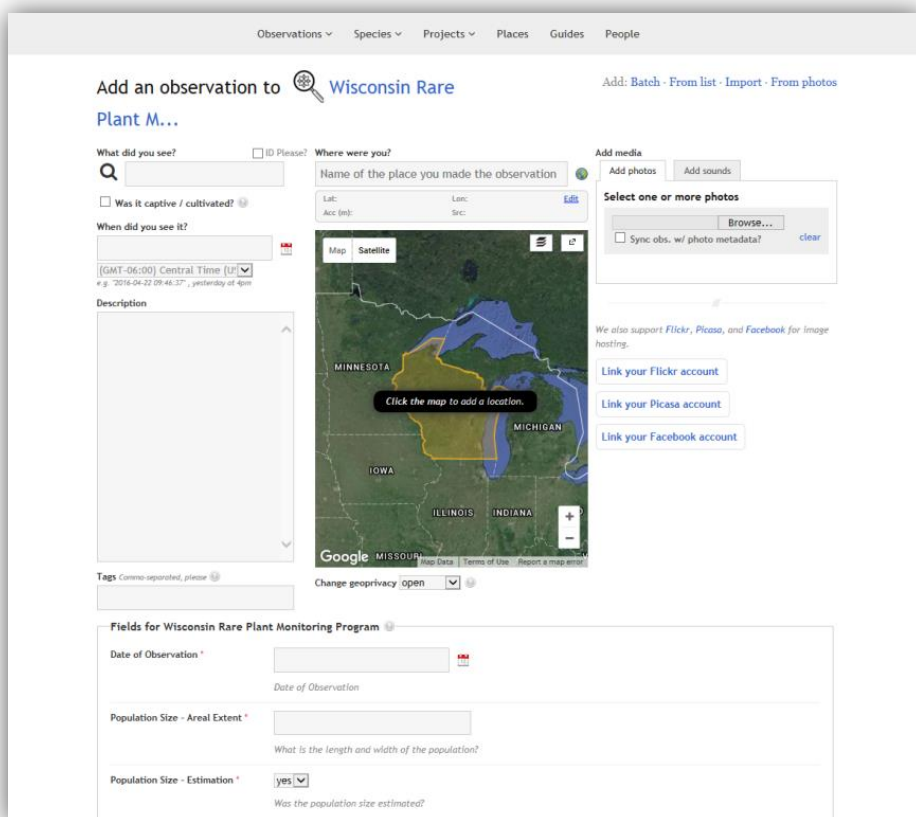 Observations Species Projects Places Guides People
Add an observation to Wisconsin Rare
Plant M...
Add: Batch · From list · Import · From photos
What did you see? ID Please?
Was it captive / cultivated?
When did you see it?
(GMT-06:00) Central Time (US
e.g. "2016-04-22 09:46:37", yesterday at 4pm
Description
Tags Comma-separated, please
Where were you?
Name of the place you made the observation
Lat: Lon: Edit
Acc (m): Src:
Map Satellite
MINNESOTA
Click the map to add a location.
MICHIGAN
IOWA
ILLINOIS INDIANA
+
−
Google MISSOURI Map Data Terms of Use Report a map error
Change geoprivacy open
Add media
Add photos Add sounds
Select one or more photos
Browse...
Sync obs. w/ photo metadata? clear
We also support Flickr, Picasa, and Facebook for image
hosting.
Link your Flickr account
Link your Picasa account
Link your Facebook account
Fields for Wisconsin Rare Plant Monitoring Program
Date of Observation *
Date of Observation
Population Size - Areal Extent *
What is the length and width of the population?
Population Size - Estimation * yes
Was the population size estimated?